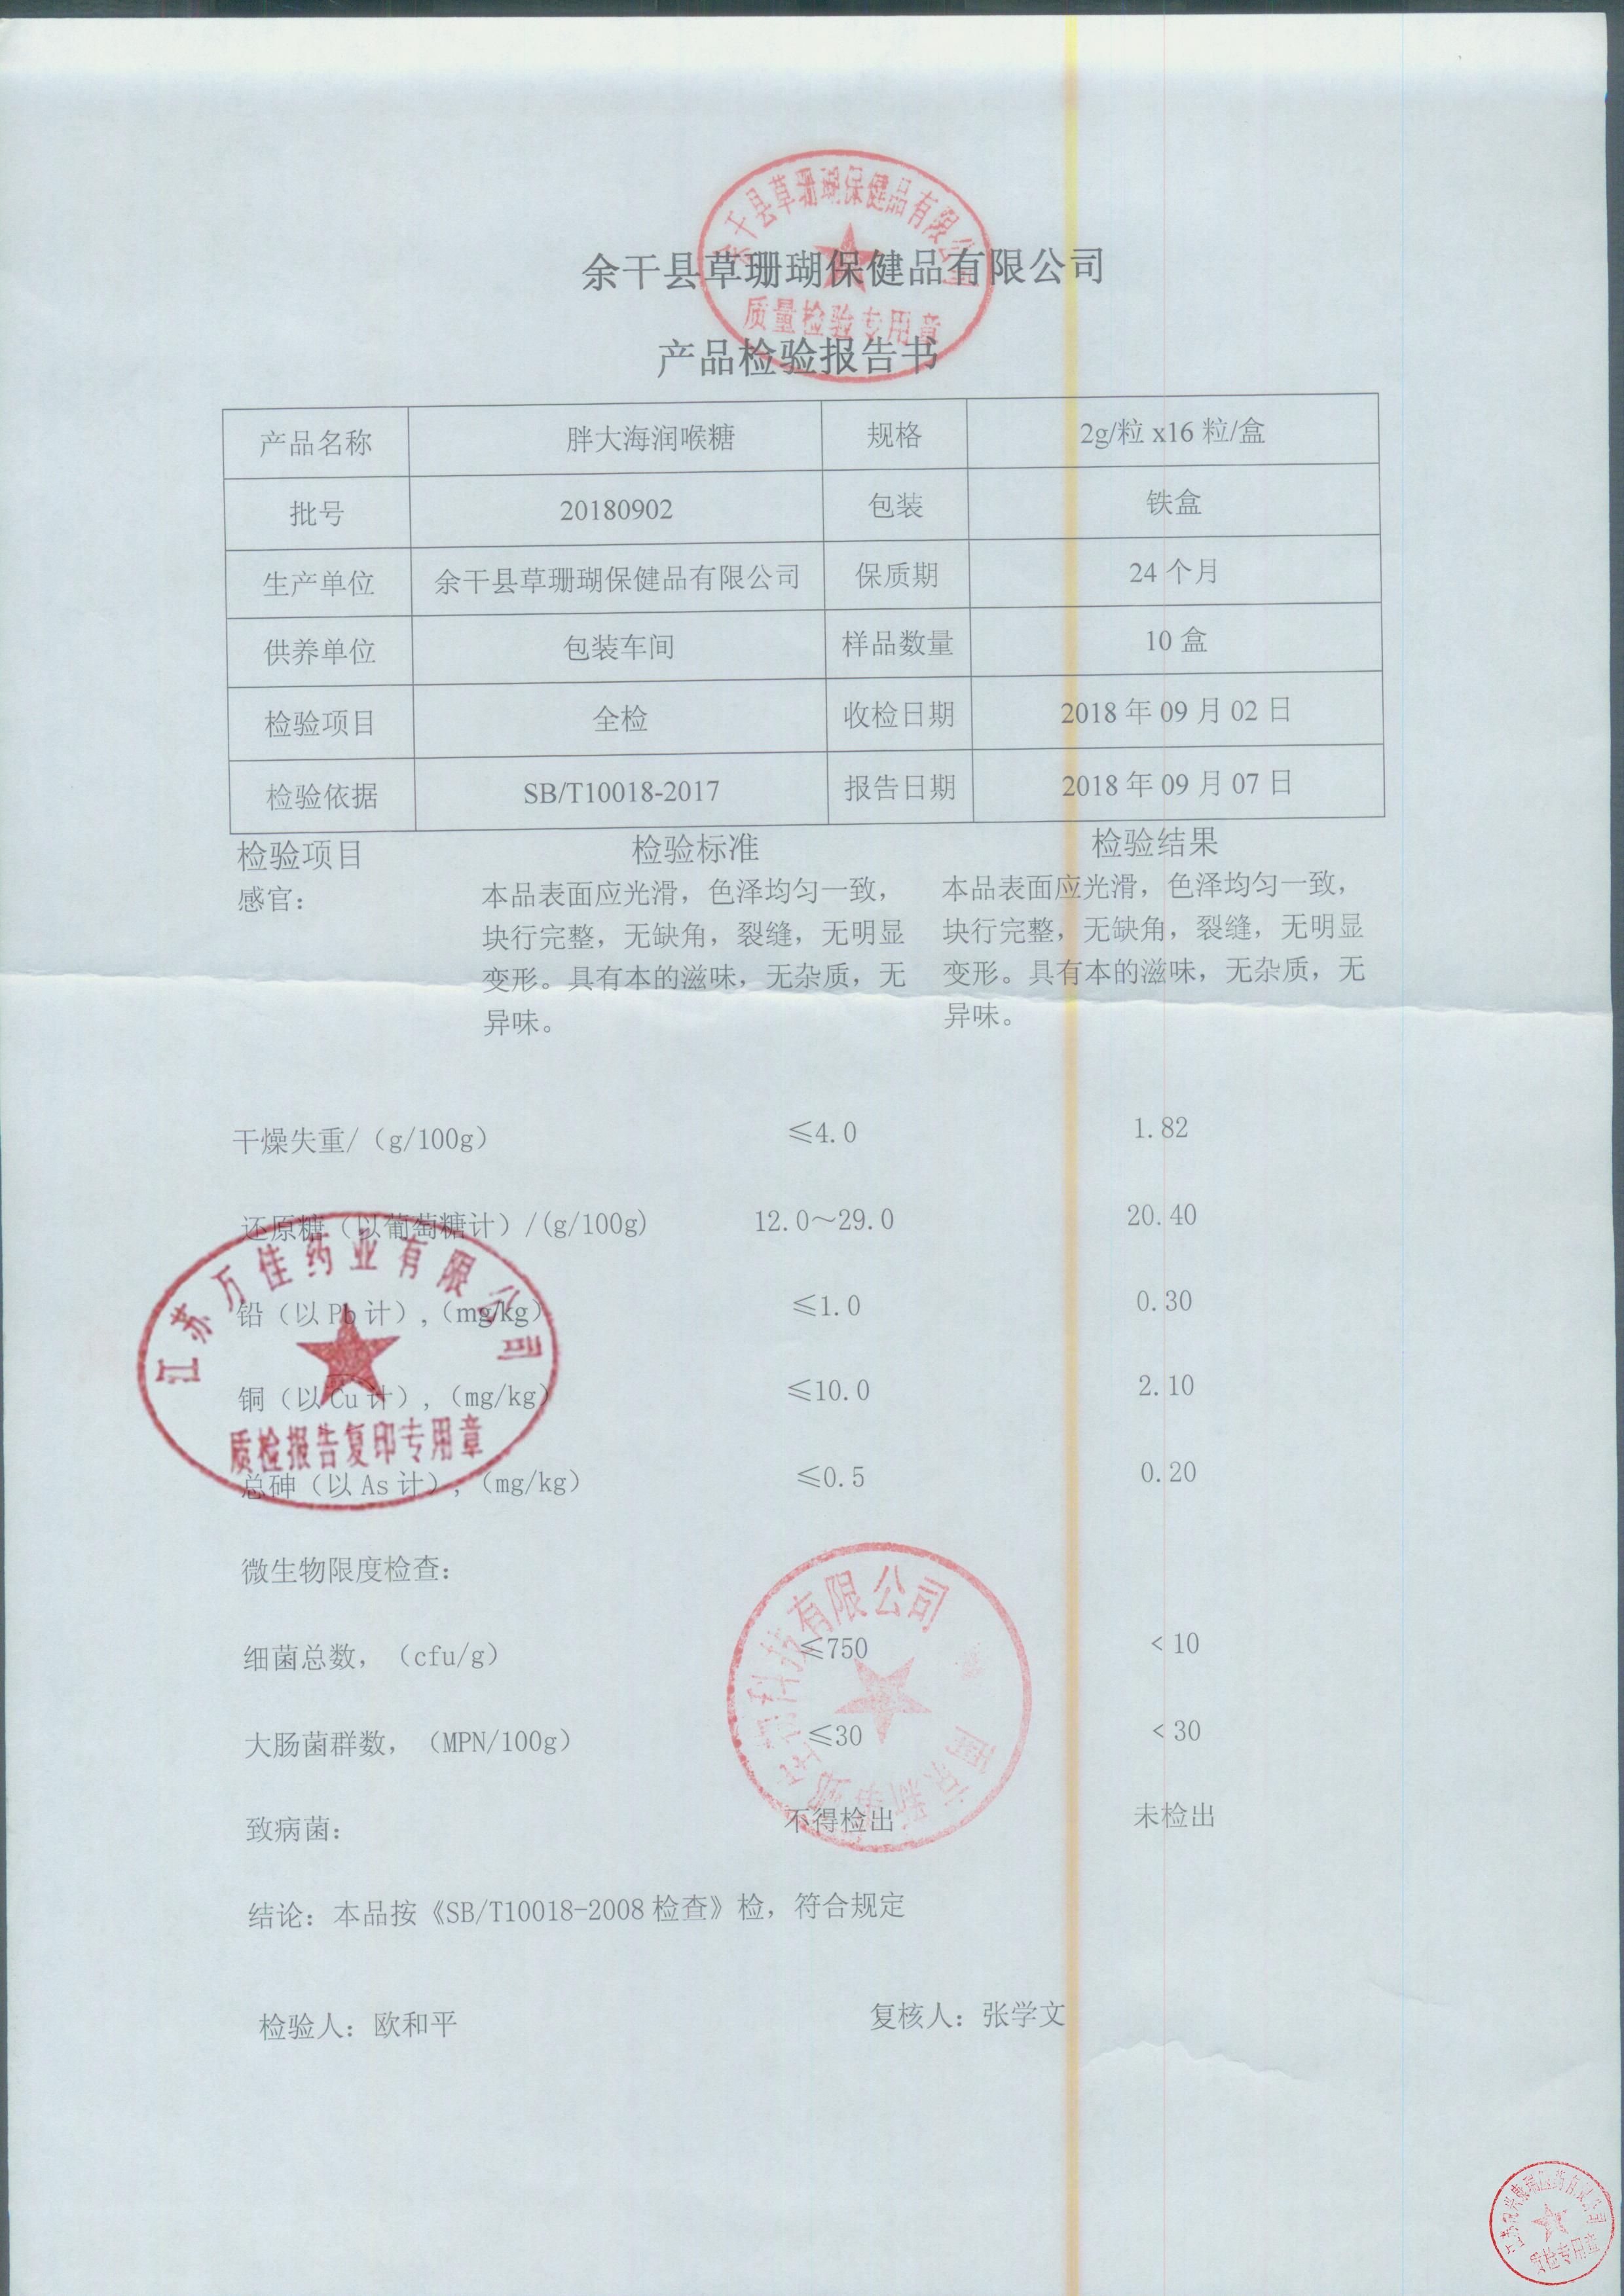 余干县草珊瑚保健品有限公司
质量检验专用章
余干县草珊瑚保健品有限公司
产品检验报告书
产品名称 胖大海润喉糖 规格 2g/粒 x16 粒/盒
批号 20180902 包装 铁盒
生产单位 余干县草珊瑚保健品有限公司 保质期 24 个月
供养单位 包装车间 样品数量 10 盒
检验项目 全检 收检日期 2018 年 09 月 02 日
检验依据 SB/T10018-2017 报告日期 2018 年 09 月 07 日
检验项目 检验标准 检验结果
感官： 本品表面应光滑，色泽均匀一致， 本品表面应光滑，色泽均匀一致，
块行完整，无缺角，裂缝，无明显 块行完整，无缺角，裂缝，无明显
变形。具有本的滋味，无杂质，无 变形。具有本的滋味，无杂质，无
异味。 异味。
干燥失重/（g/100g） ≤4.0 1.82
还原糖（以葡萄糖计）/(g/100g) 12.0～29.0 20.40
铅（以 Pb 计）,（mg/kg） ≤1.0 0.30
铜（以 Cu 计）,（mg/kg） ≤10.0 2.10
总砷（以 As 计）,（mg/kg） ≤0.5 0.20
江苏万佳药业有限公司
质检报告复印专用章
微生物限度检查：
细菌总数，（cfu/g） ≤750 ＜10
大肠菌群数，（MPN/100g） ≤30 ＜30
致病菌： 不得检出 未检出
科技有限公司
结论：本品按《SB/T10018-2008 检查》检，符合规定
检验人：欧和平 复核人：张学文
质检专用章